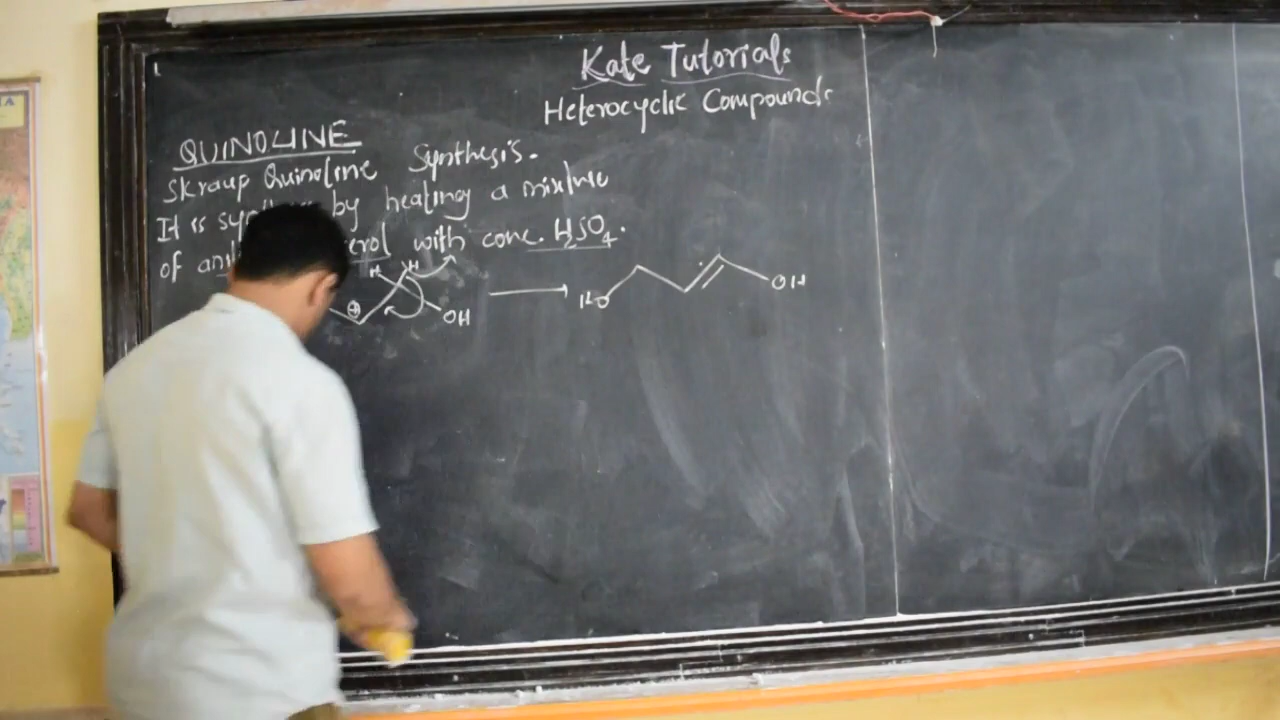 Kate Tutorials
Heterocyclic Compounds
QUINOLINE
Skraup Quinoline Synthesis.
It is by heating a mixture
of with conc. H2SO4.
H H
⊕
OH
HO
OH